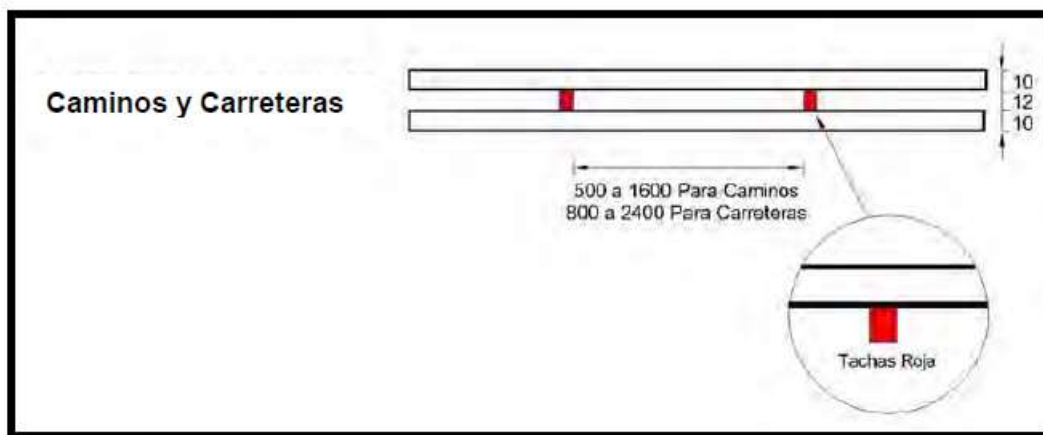 Caminos y Carreteras
10
12
10
500 a 1600 Para Caminos
800 a 2400 Para Carreteras
Tachas Roja